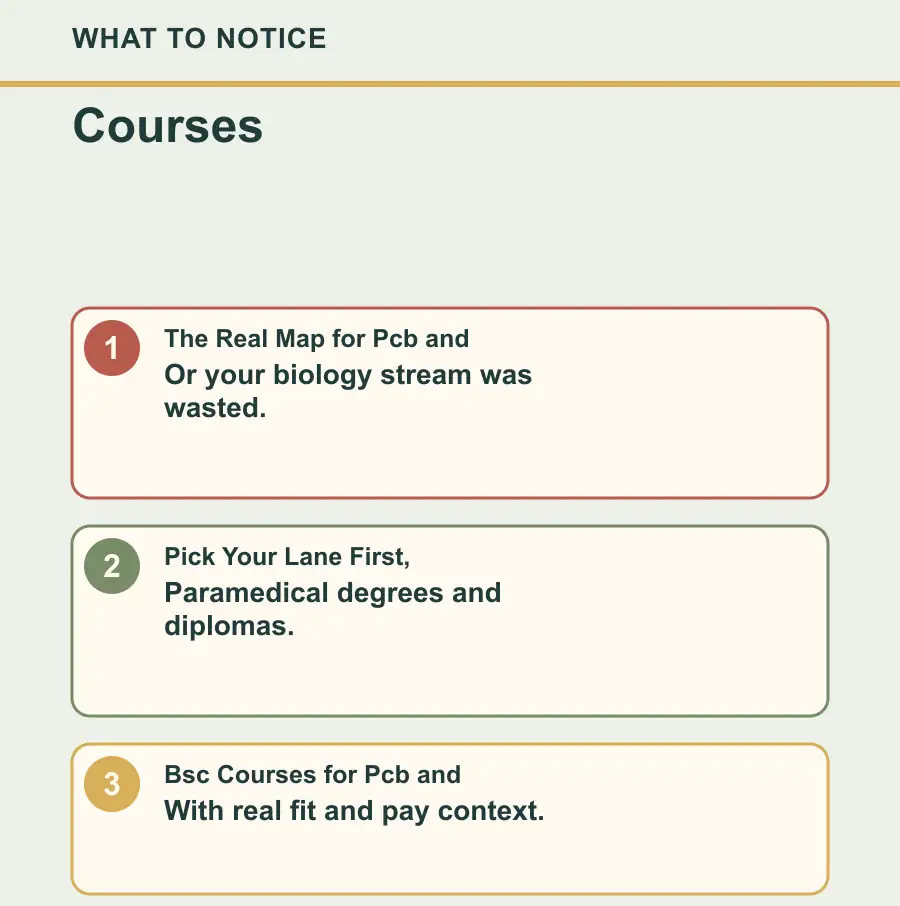 WHAT TO NOTICE
Courses
1
The Real Map for Pcb and
Or your biology stream was
wasted.
2
Pick Your Lane First,
Paramedical degrees and
diplomas.
3
Bsc Courses for Pcb and
With real fit and pay context.